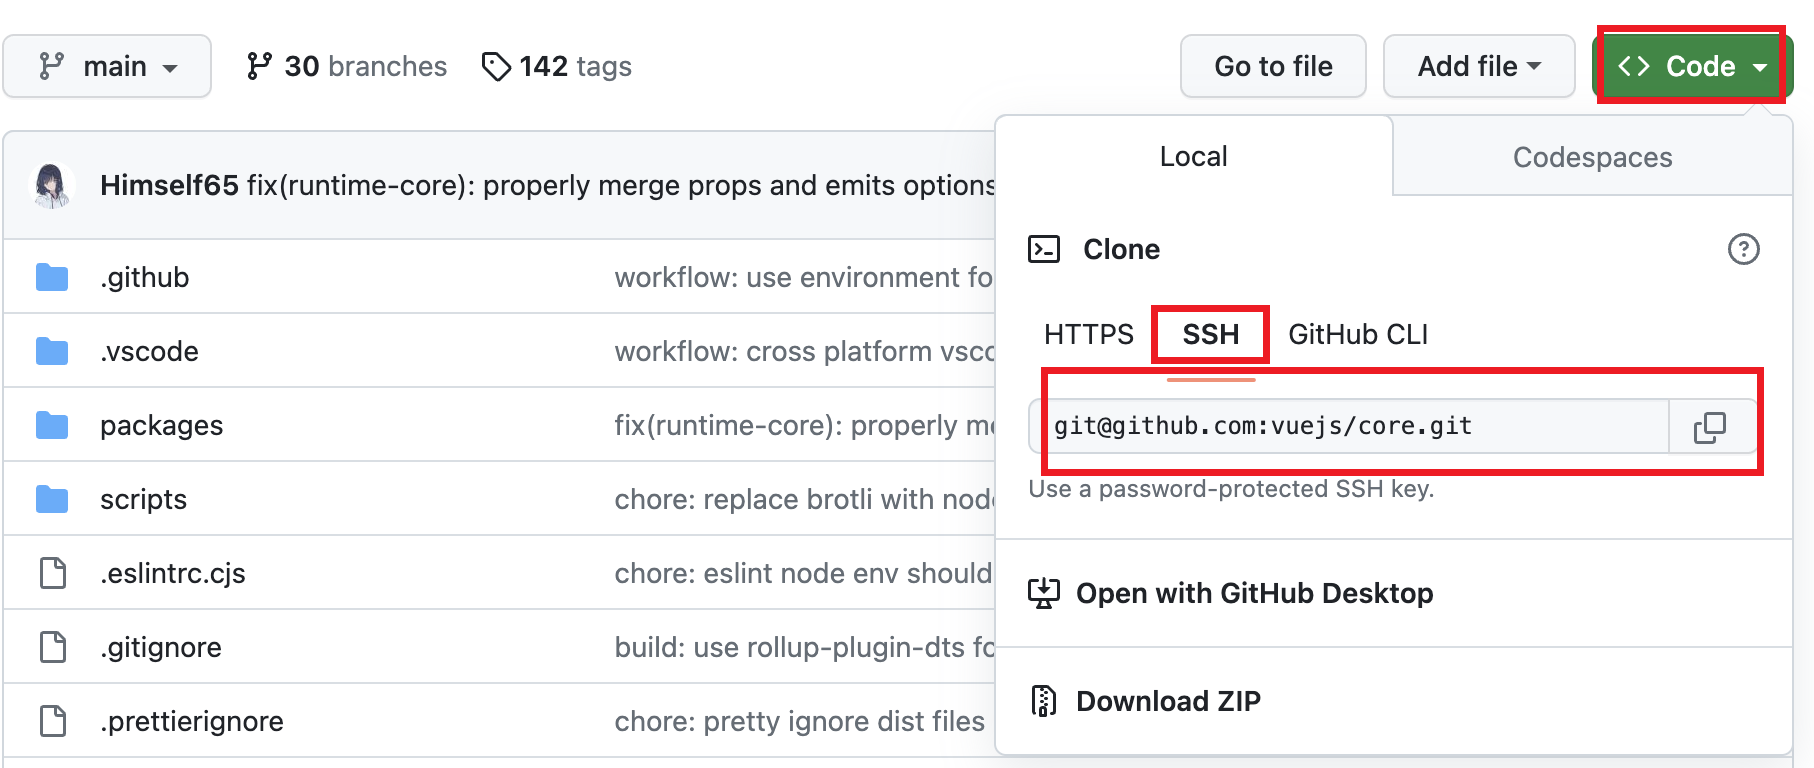 main 30 branches 142 tags Go to file Add file Code
Local Codespaces
Himself65 fix(runtime-core): properly merge props and emits options
Clone
.github workflow: use environment fo
HTTPS SSH GitHub CLI
.vscode workflow: cross platform vsco
git@github.com:vuejs/core.git
packages fix(runtime-core): properly me
Use a password-protected SSH key.
scripts chore: replace brotli with node
.eslintrc.cjs chore: eslint node env should
Open with GitHub Desktop
.gitignore build: use rollup-plugin-dts fo
Download ZIP
.prettierignore chore: pretty ignore dist files